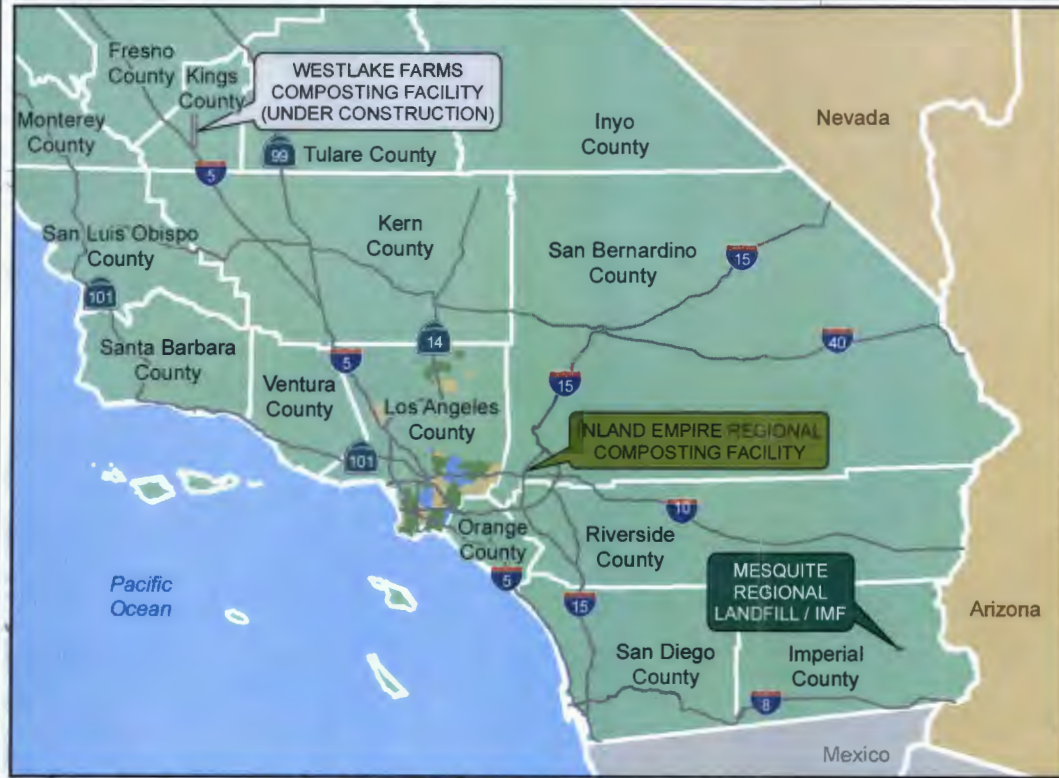 Fresno
County
Kings
County
WESTLAKE FARMS
COMPOSTING FACILITY
(UNDER CONSTRUCTION)
Monterey
County
99
Tulare County
Inyo
County
Nevada
5
Kern
County
San Luis Obispo
County
San Bernardino
County
15
101
14
40
Santa Barbara
County
5
Ventura
County
15
Los Angeles
County
INLAND EMPIRE REGIONAL
COMPOSTING FACILITY
101
10
Orange
County
Riverside
County
5
MESQUITE
REGIONAL
LANDFILL / IMF
Pacific
Ocean
15
Arizona
San Diego
County
Imperial
County
8
Mexico